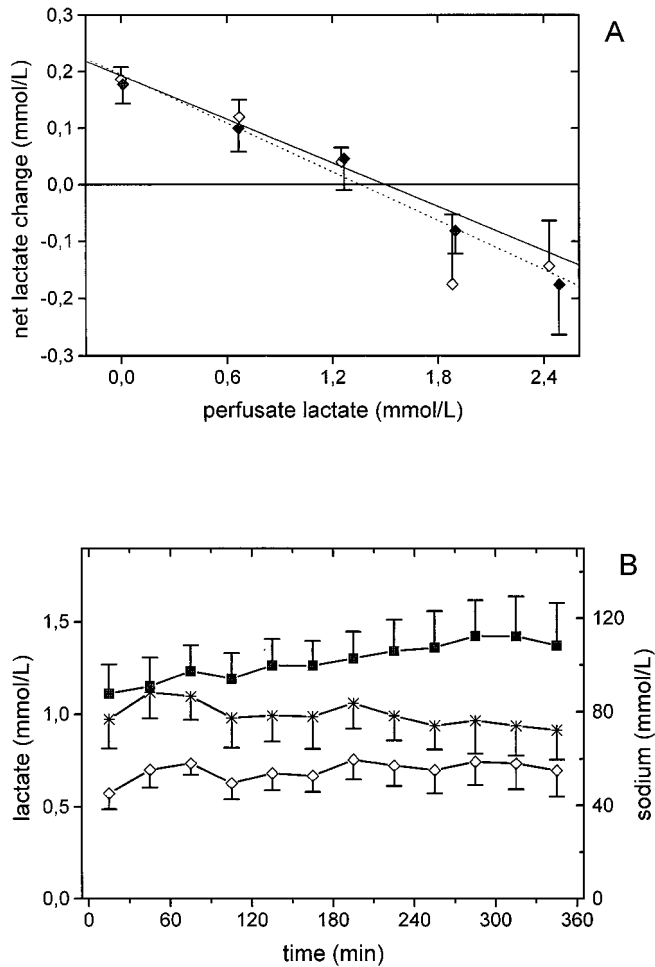 A
net lactate change (mmol/L)
0,3
0,2
0,1
0,0
-0,1
-0,2
-0,3
0,0 0,6 1,2 1,8 2,4
perfusate lactate (mmol/L)
B
lactate (mmol/L)
1,5
1,0
0,5
0,0
120
80
40
0
sodium (mmol/L)
0 60 120 180 240 300 360
time (min)